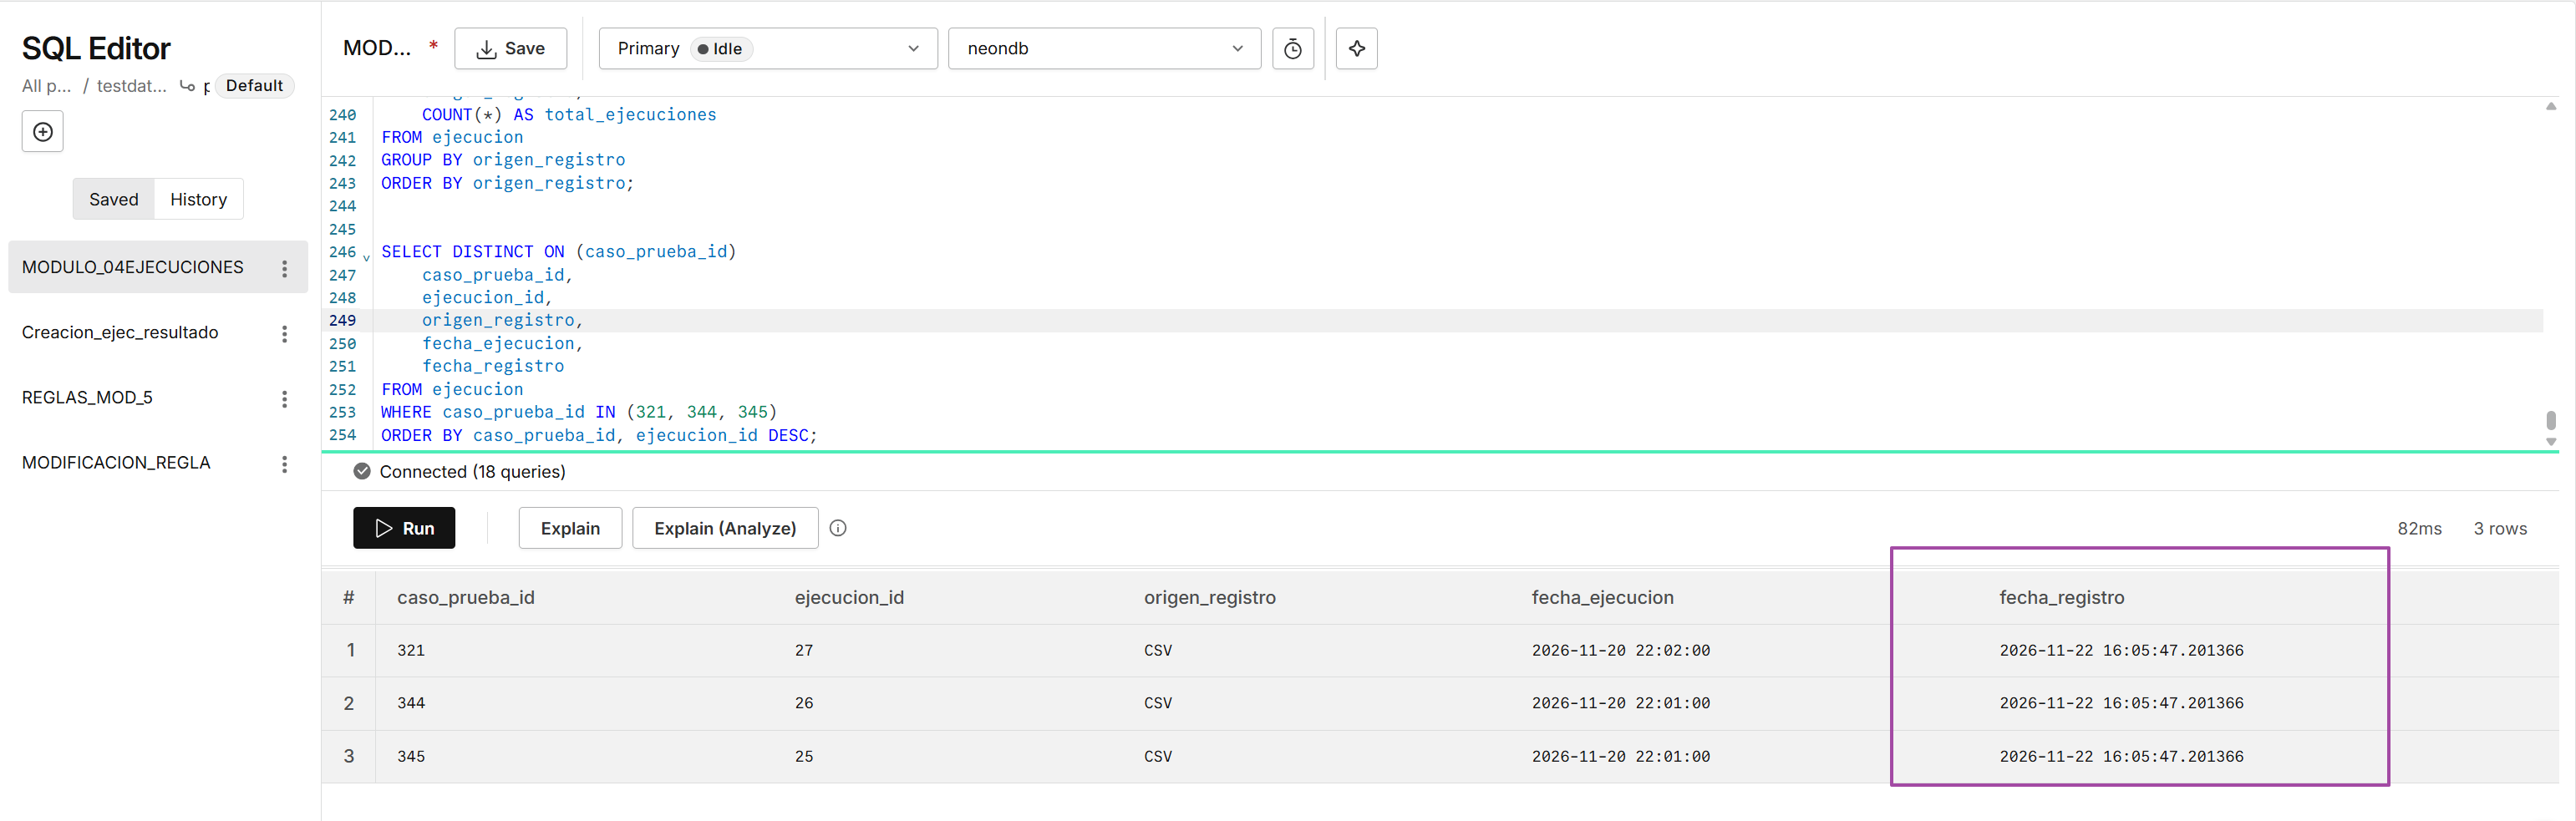 SQL Editor
All p... / testdat... p Default
Saved History
MODULO_04EJECUCIONES
Creacion_ejec_resultado
REGLAS_MOD_5
MODIFICACION_REGLA
MOD... * Save Primary Idle neondb
240 COUNT(*) AS total_ejecuciones
241 FROM ejecucion
242 GROUP BY origen_registro
243 ORDER BY origen_registro;
244
245
246 SELECT DISTINCT ON (caso_prueba_id)
247 caso_prueba_id,
248 ejecucion_id,
249 origen_registro,
250 fecha_ejecucion,
251 fecha_registro
252 FROM ejecucion
253 WHERE caso_prueba_id IN (321, 344, 345)
254 ORDER BY caso_prueba_id, ejecucion_id DESC;
Connected (18 queries)
Run Explain Explain (Analyze) 82ms 3 rows
# caso_prueba_id ejecucion_id origen_registro fecha_ejecucion fecha_registro
1 321 27 CSV 2026-11-20 22:02:00 2026-11-22 16:05:47.201366
2 344 26 CSV 2026-11-20 22:01:00 2026-11-22 16:05:47.201366
3 345 25 CSV 2026-11-20 22:01:00 2026-11-22 16:05:47.201366